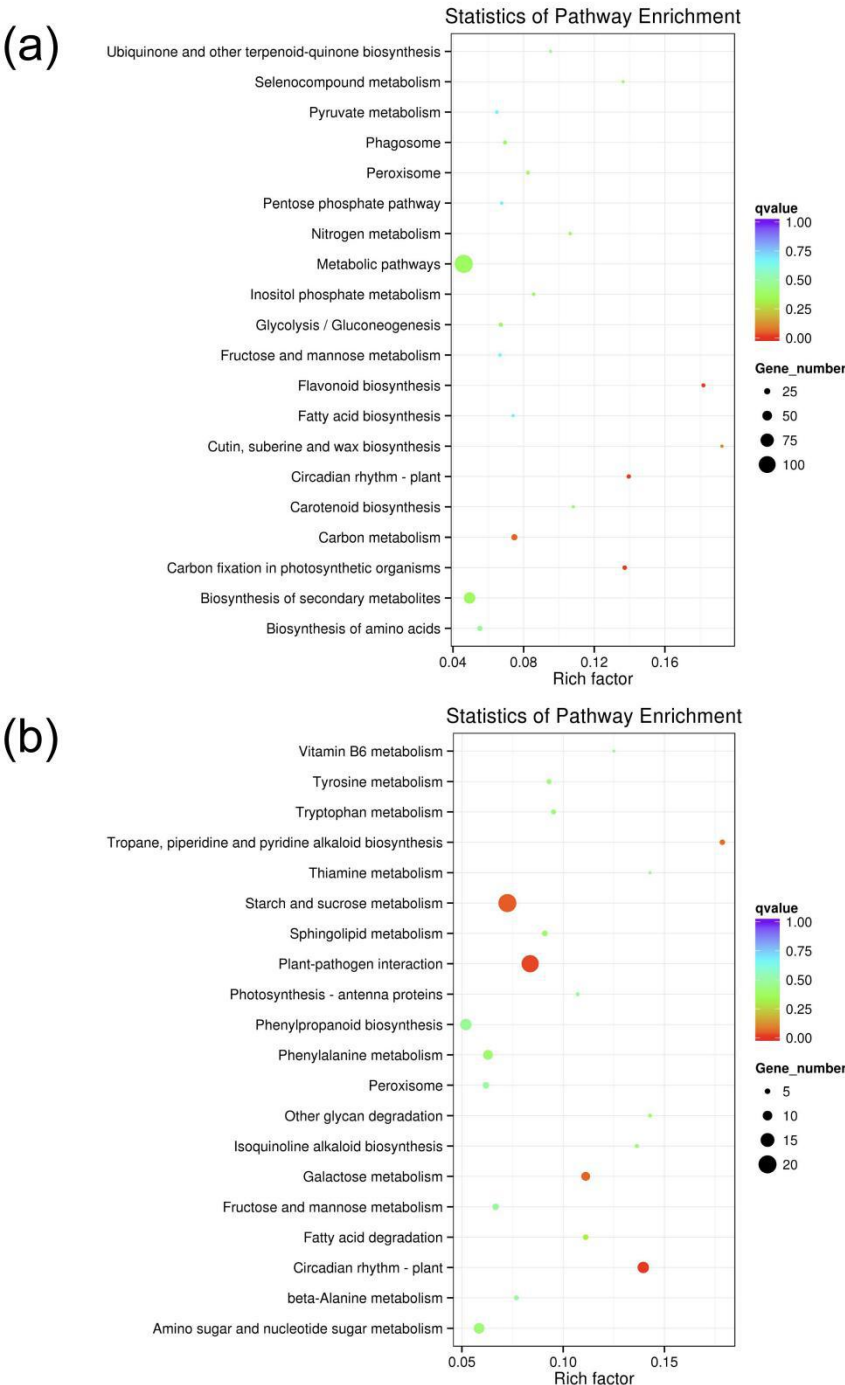 (a)
Statistics of Pathway Enrichment
Ubiquinone and other terpenoid-quinone biosynthesis
Selenocompound metabolism
Pyruvate metabolism
Phagosome
Peroxisome
Pentose phosphate pathway
Nitrogen metabolism
Metabolic pathways
Inositol phosphate metabolism
Glycolysis / Gluconeogenesis
Fructose and mannose metabolism
Flavonoid biosynthesis
Fatty acid biosynthesis
Cutin, suberine and wax biosynthesis
Circadian rhythm - plant
Carotenoid biosynthesis
Carbon metabolism
Carbon fixation in photosynthetic organisms
Biosynthesis of secondary metabolites
Biosynthesis of amino acids
0.04 0.08 0.12 0.16
Rich factor
qvalue
1.00
0.75
0.50
0.25
0.00
Gene_number
25
50
75
100
(b)
Statistics of Pathway Enrichment
Vitamin B6 metabolism
Tyrosine metabolism
Tryptophan metabolism
Tropane, piperidine and pyridine alkaloid biosynthesis
Thiamine metabolism
Starch and sucrose metabolism
Sphingolipid metabolism
Plant-pathogen interaction
Photosynthesis - antenna proteins
Phenylpropanoid biosynthesis
Phenylalanine metabolism
Peroxisome
Other glycan degradation
Isoquinoline alkaloid biosynthesis
Galactose metabolism
Fructose and mannose metabolism
Fatty acid degradation
Circadian rhythm - plant
beta-Alanine metabolism
Amino sugar and nucleotide sugar metabolism
0.05 0.10 0.15
Rich factor
qvalue
1.00
0.75
0.50
0.25
0.00
Gene_number
5
10
15
20